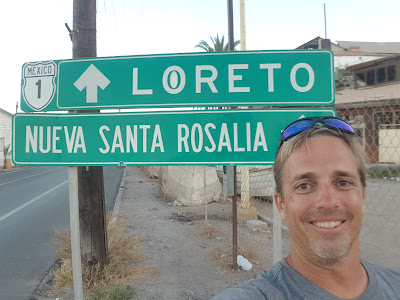 MEXICO
1
LORETO
NUEVA SANTA ROSALIA